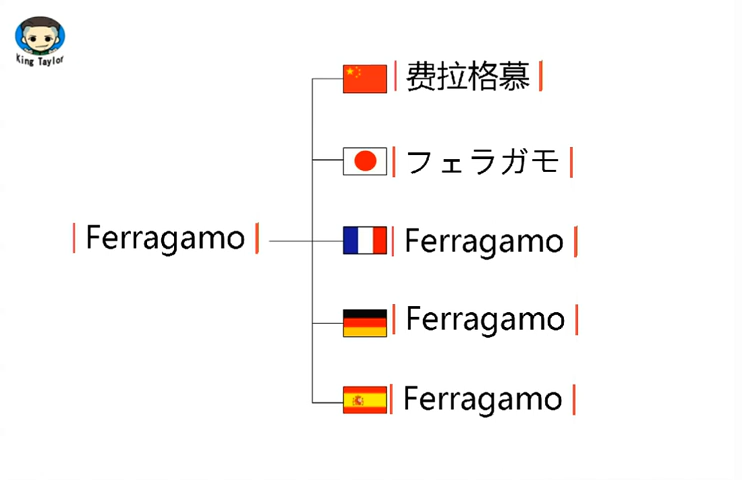 King Taylor
费拉格慕
フェラガモ
Ferragamo
Ferragamo
Ferragamo
Ferragamo